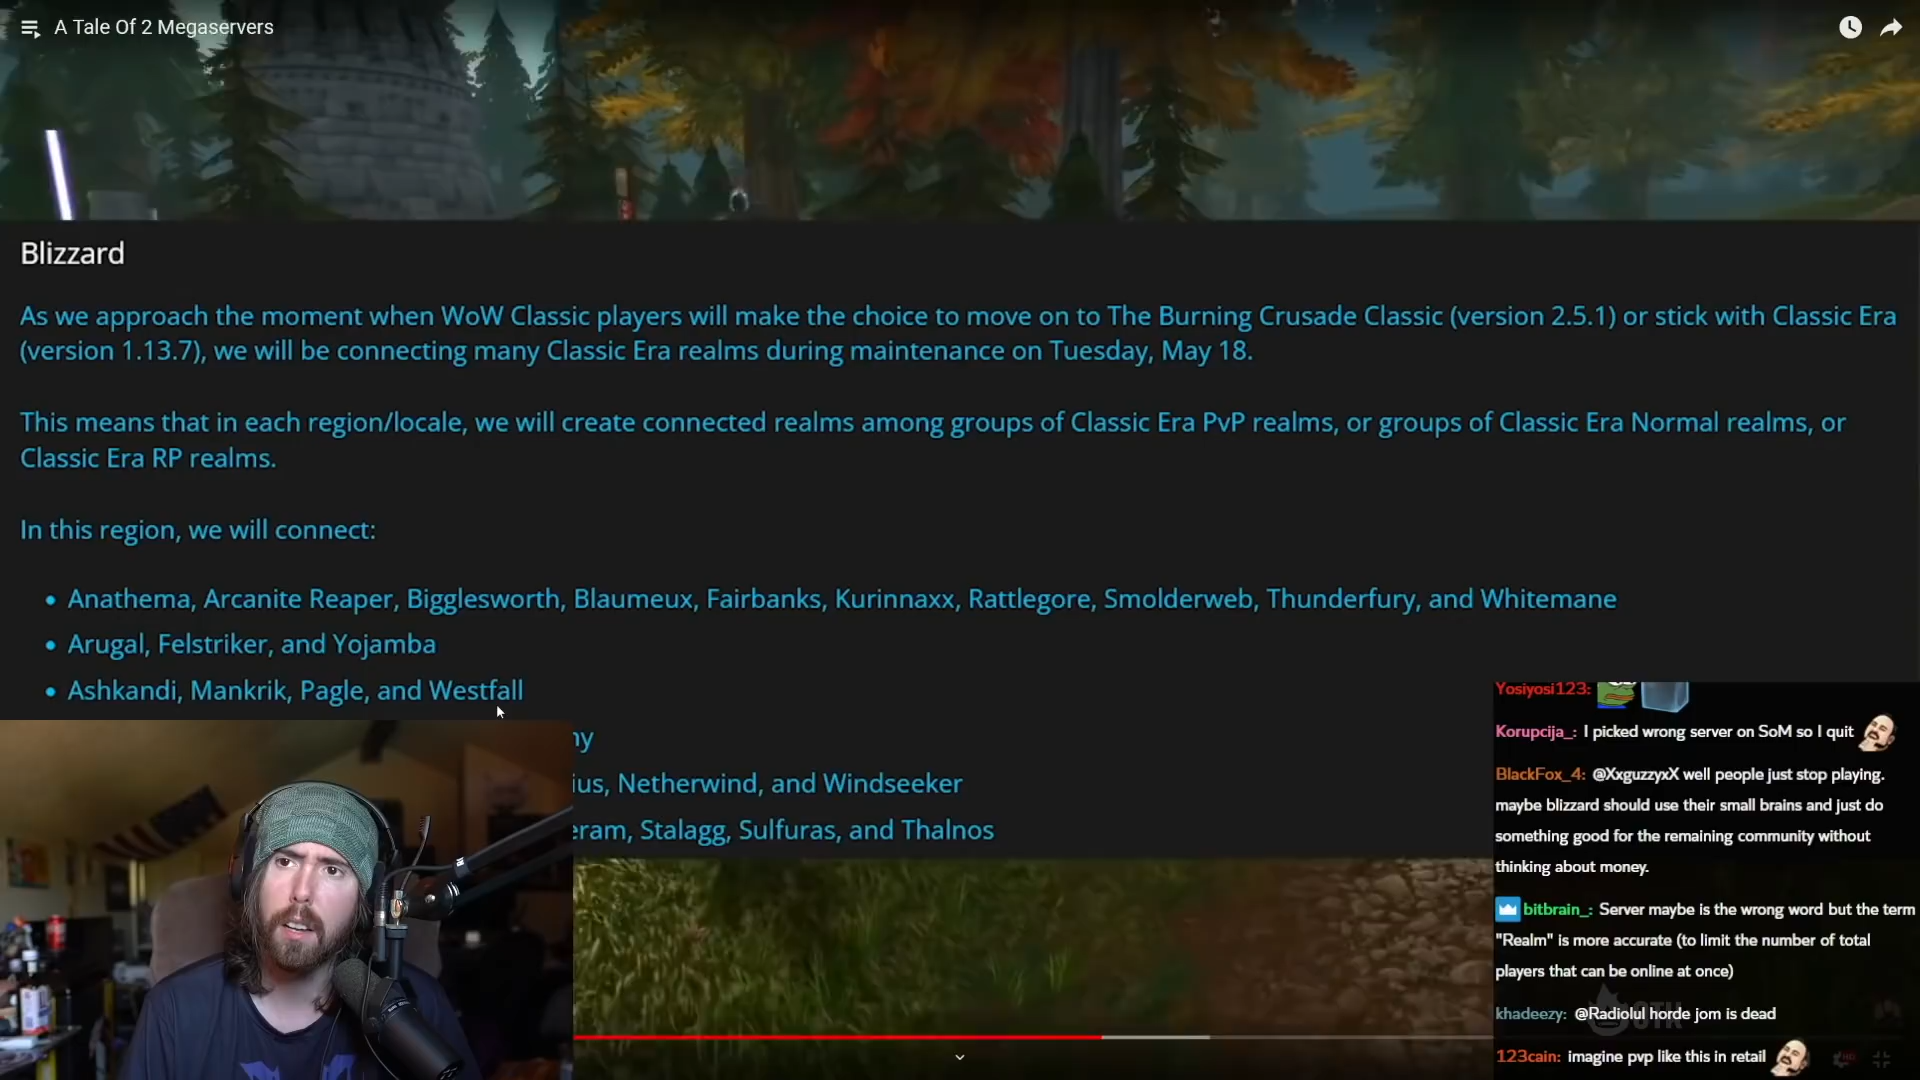 A Tale Of 2 Megaservers
Blizzard
As we approach the moment when WoW Classic players will make the choice to move on to The Burning Crusade Classic (version 2.5.1) or stick with Classic Era
(version 1.13.7), we will be connecting many Classic Era realms during maintenance on Tuesday, May 18.
This means that in each region/locale, we will create connected realms among groups of Classic Era PvP realms, or groups of Classic Era Normal realms, or
Classic Era RP realms.
In this region, we will connect:
• Anathema, Arcanite Reaper, Bigglesworth, Blaumeux, Fairbanks, Kurinnaxx, Rattlegore, Smolderweb, Thunderfury, and Whitemane
• Arugal, Felstriker, and Yojamba
• Ashkandi, Mankrik, Pagle, and Westfall
ny
ius, Netherwind, and Windseeker
eram, Stalagg, Sulfuras, and Thalnos
Yosiyosi123:
Korupcija_: I picked wrong server on SoM so I quit
BlackFox_4: @XxguzzyxX well people just stop playing.
maybe blizzard should use their small brains and just do
something good for the remaining community without
thinking about money.
bitbrain_: Server maybe is the wrong word but the term
"Realm" is more accurate (to limit the number of total
players that can be online at once)
khadeezy: @Radiolul horde jom is dead
123cain: imagine pvp like this in retail